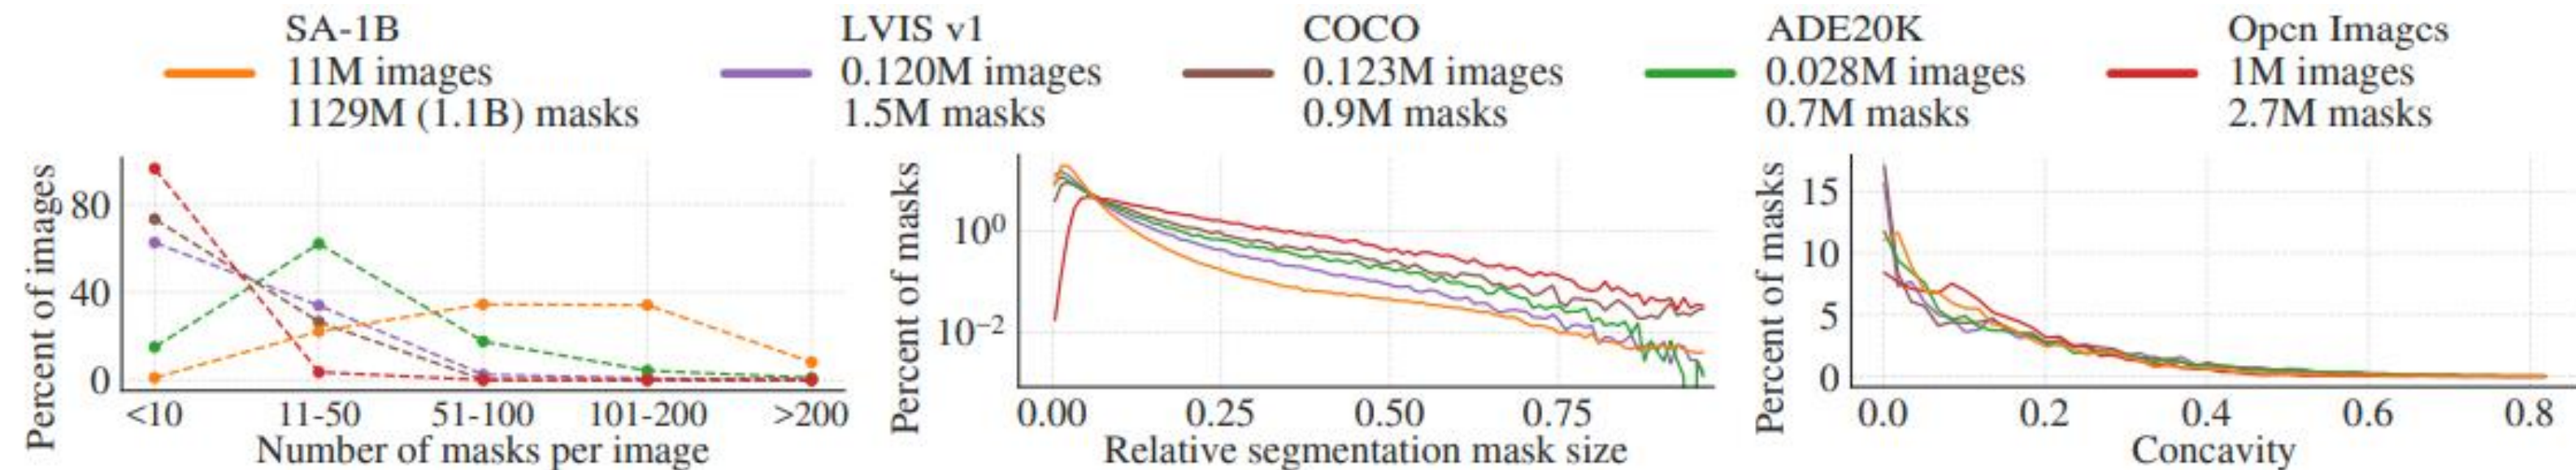 SA-1B
11M images
1129M (1.1B) masks
LVIS v1
0.120M images
1.5M masks
COCO
0.123M images
0.9M masks
ADE20K
0.028M images
0.7M masks
Open Images
1M images
2.7M masks
Percent of images
80
40
0
<10 11-50 51-100 101-200 >200
Number of masks per image
Percent of masks
10⁰
10⁻²
0.00 0.25 0.50 0.75
Relative segmentation mask size
Percent of masks
15
10
5
0
0.0 0.2 0.4 0.6 0.8
Concavity